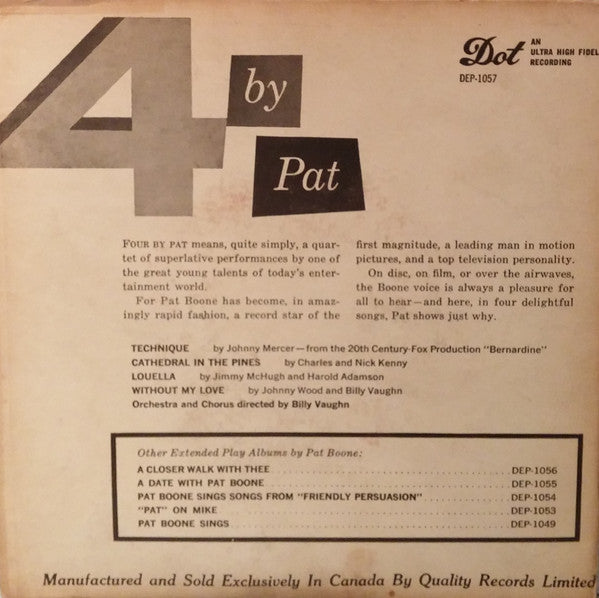 4
by
Pat
Dot
AN
ULTRA HIGH FIDEL
RECORDING
DEP-1057
FOUR BY PAT means, quite simply, a quar-
tet of superlative performances by one of
the great young talents of today's enter-
tainment world.
For Pat Boone has become, in amaz-
ingly rapid fashion, a record star of the
first magnitude, a leading man in motion
pictures, and a top television personality.
On disc, on film, or over the airwaves,
the Boone voice is always a pleasure for
all to hear—and here, in four delightful
songs, Pat shows just why.
TECHNIQUE by Johnny Mercer—from the 20th Century-Fox Production "Bernardine"
CATHEDRAL IN THE PINES by Charles and Nick Kenny
LOUELLA by Jimmy McHugh and Harold Adamson
WITHOUT MY LOVE by Johnny Wood and Billy Vaughn
Orchestra and Chorus directed by Billy Vaughn
Other Extended Play Albums by Pat Boone:
A CLOSER WALK WITH THEE DEP-1056
A DATE WITH PAT BOONE DEP-1055
PAT BOONE SINGS SONGS FROM "FRIENDLY PERSUASION" DEP-1054
"PAT" ON MIKE DEP-1053
PAT BOONE SINGS DEP-1049
Manufactured and Sold Exclusively In Canada By Quality Records Limited